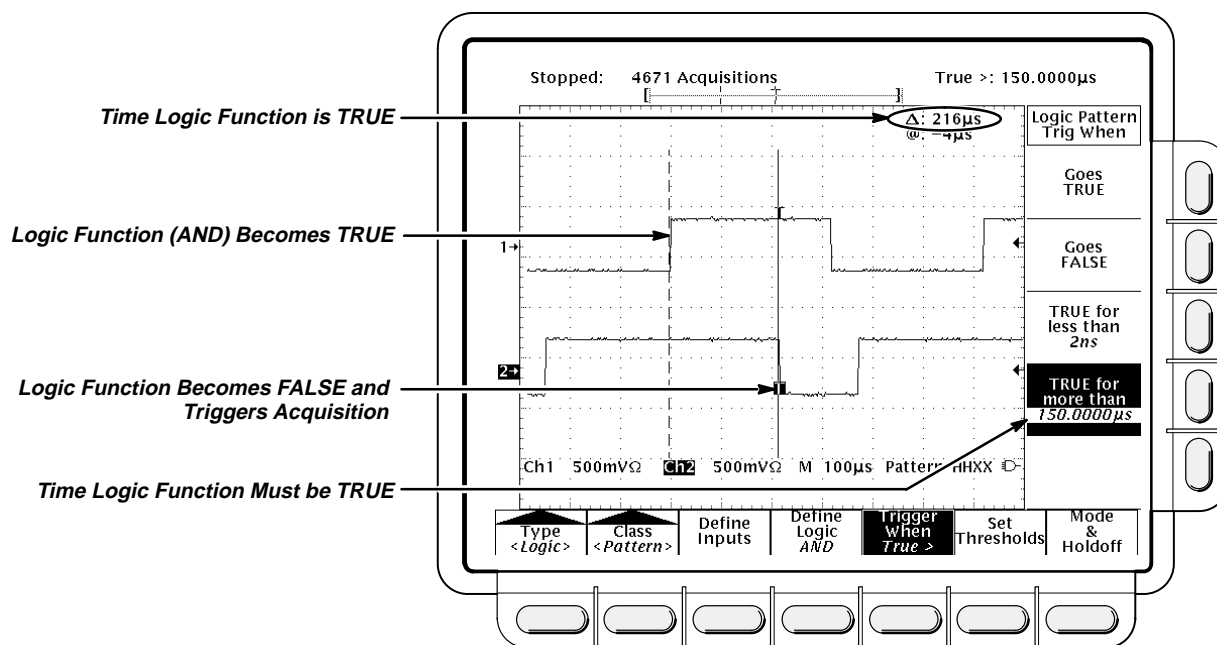 Stopped: 4671 Acquisitions True >: 150.0000µs
Time Logic Function is TRUE
Δ: 216µs
@: −4µs
Logic Pattern
Trig When
Goes
TRUE
Logic Function (AND) Becomes TRUE
1→
Goes
FALSE
TRUE for
less than
2ns
2→
Logic Function Becomes FALSE and
Triggers Acquisition
TRUE for
more than
150.0000µs
Ch1 500mVΩ Ch2 500mVΩ M 100µs Pattern HHXX
Time Logic Function Must be TRUE
Type
<Logic>
Class
<Pattern>
Define
Inputs
Define
Logic
AND
Trigger
When
True >
Set
Thresholds
Mode
&
Holdoff